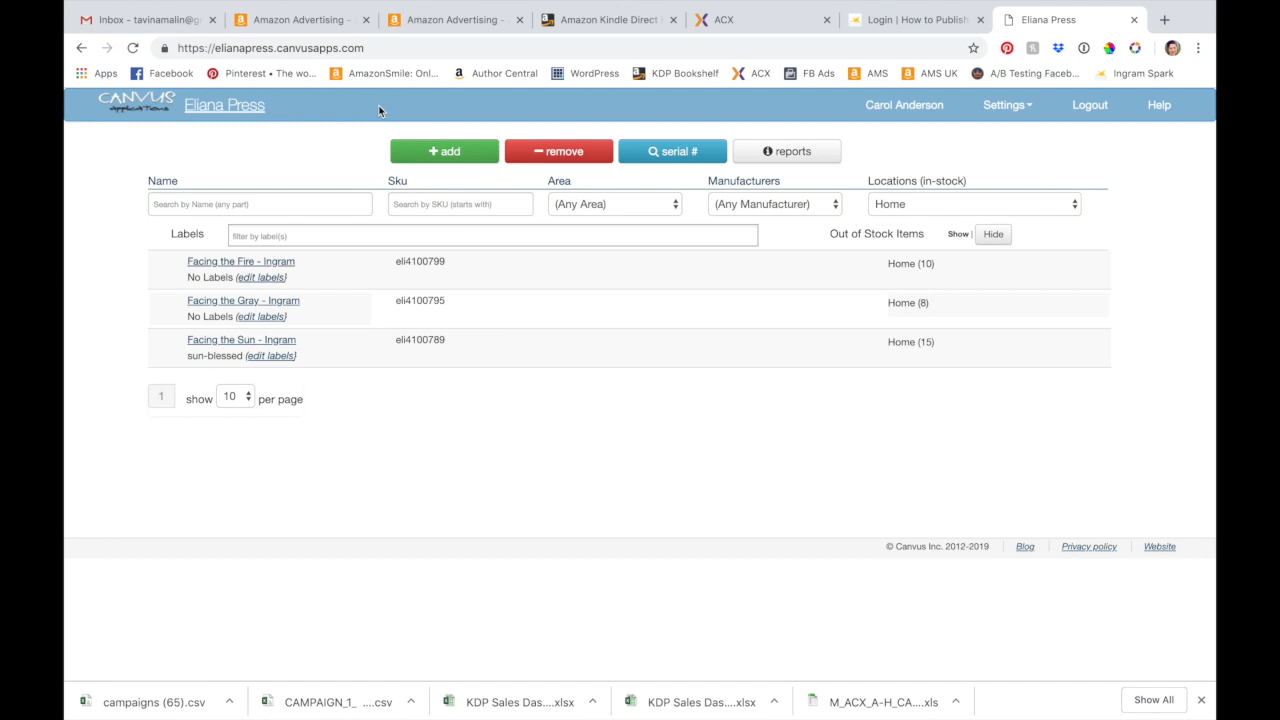 Inbox - tavinamalin@g
Amazon Advertising -
Amazon Advertising -
Amazon Kindle Direct
ACX
Login | How to Publish
Eliana Press
https://elianapress.canvusapps.com
Apps
Facebook
Pinterest • The wo...
AmazonSmile: Onl...
Author Central
WordPress
KDP Bookshelf
ACX
FB Ads
AMS
AMS UK
A/B Testing Faceb...
Ingram Spark
CANVUS
Applications
Eliana Press
Carol Anderson
Settings
Logout
Help
+ add
− remove
serial #
reports
Name
Sku
Area
Manufacturers
Locations (in-stock)
Search by Name (any part)
Search by SKU (starts with)
(Any Area)
(Any Manufacturer)
Home
Labels
filter by label(s)
Out of Stock Items
Show |
Hide
Facing the Fire - Ingram
eli4100799
Home (10)
No Labels (edit labels)
Facing the Gray - Ingram
eli4100795
Home (8)
No Labels (edit labels)
Facing the Sun - Ingram
eli4100789
Home (15)
sun-blessed (edit labels)
1
show
10
per page
© Canvus Inc. 2012-2019
Blog
Privacy policy
Website
campaigns (65).csv
CAMPAIGN_1_ ....csv
KDP Sales Das....xlsx
KDP Sales Das....xlsx
M_ACX_A-H_CA....xls
Show All